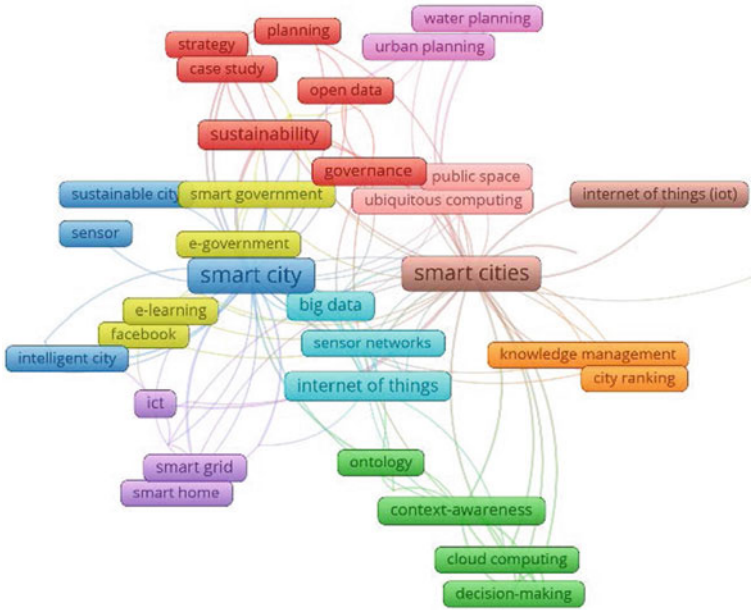 water planning
planning
strategy
urban planning
case study
open data
sustainability
governance
public space
sustainable city
smart government
internet of things (iot)
ubiquitous computing
sensor
e-government
smart city
smart cities
big data
e-learning
facebook
sensor networks
intelligent city
knowledge management
city ranking
internet of things
ict
ontology
smart grid
smart home
context-awareness
cloud computing
decision-making